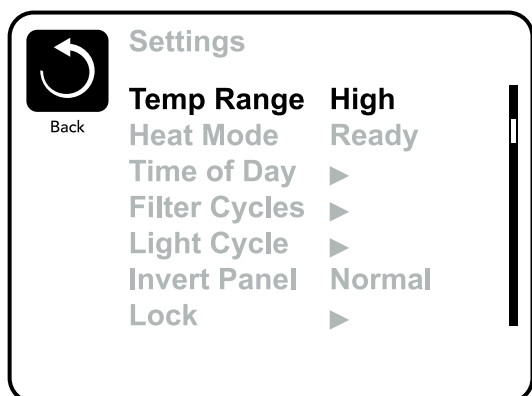 Settings
Back
Temp Range High
Heat Mode Ready
Time of Day ▶
Filter Cycles ▶
Light Cycle ▶
Invert Panel Normal
Lock ▶